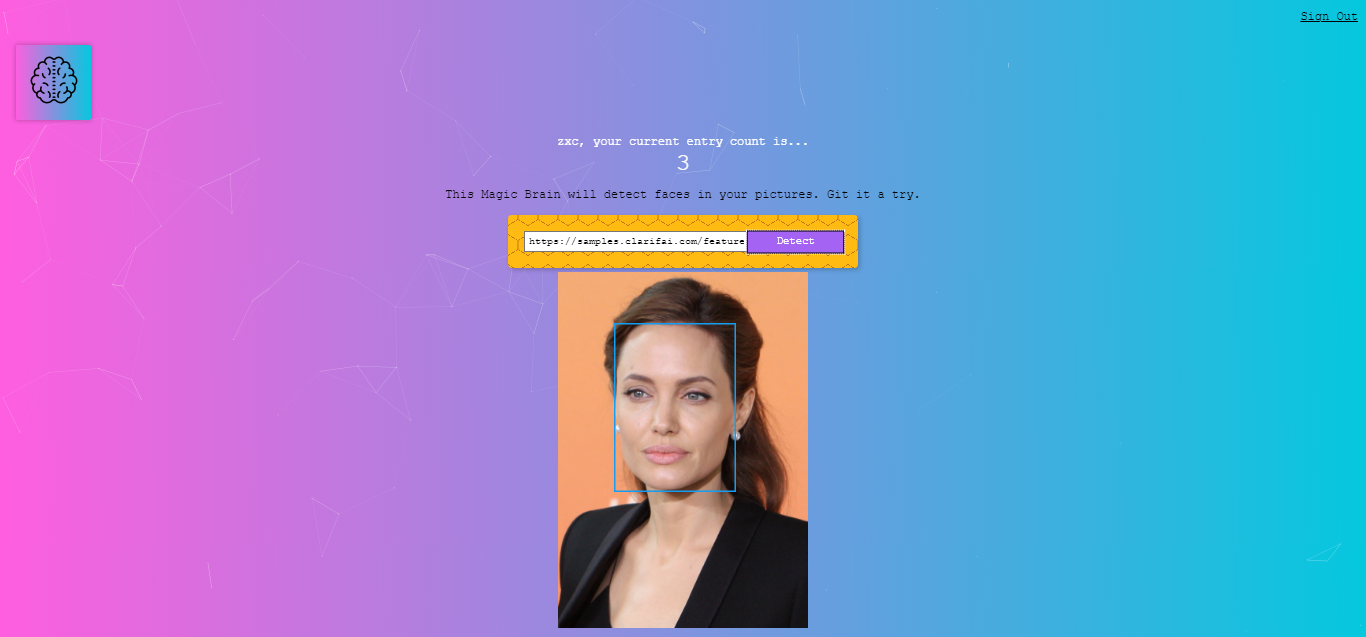 Sign Out
zxc, your current entry count is...
3
This Magic Brain will detect faces in your pictures. Git it a try.
https://samples.clarifai.com/feature
Detect